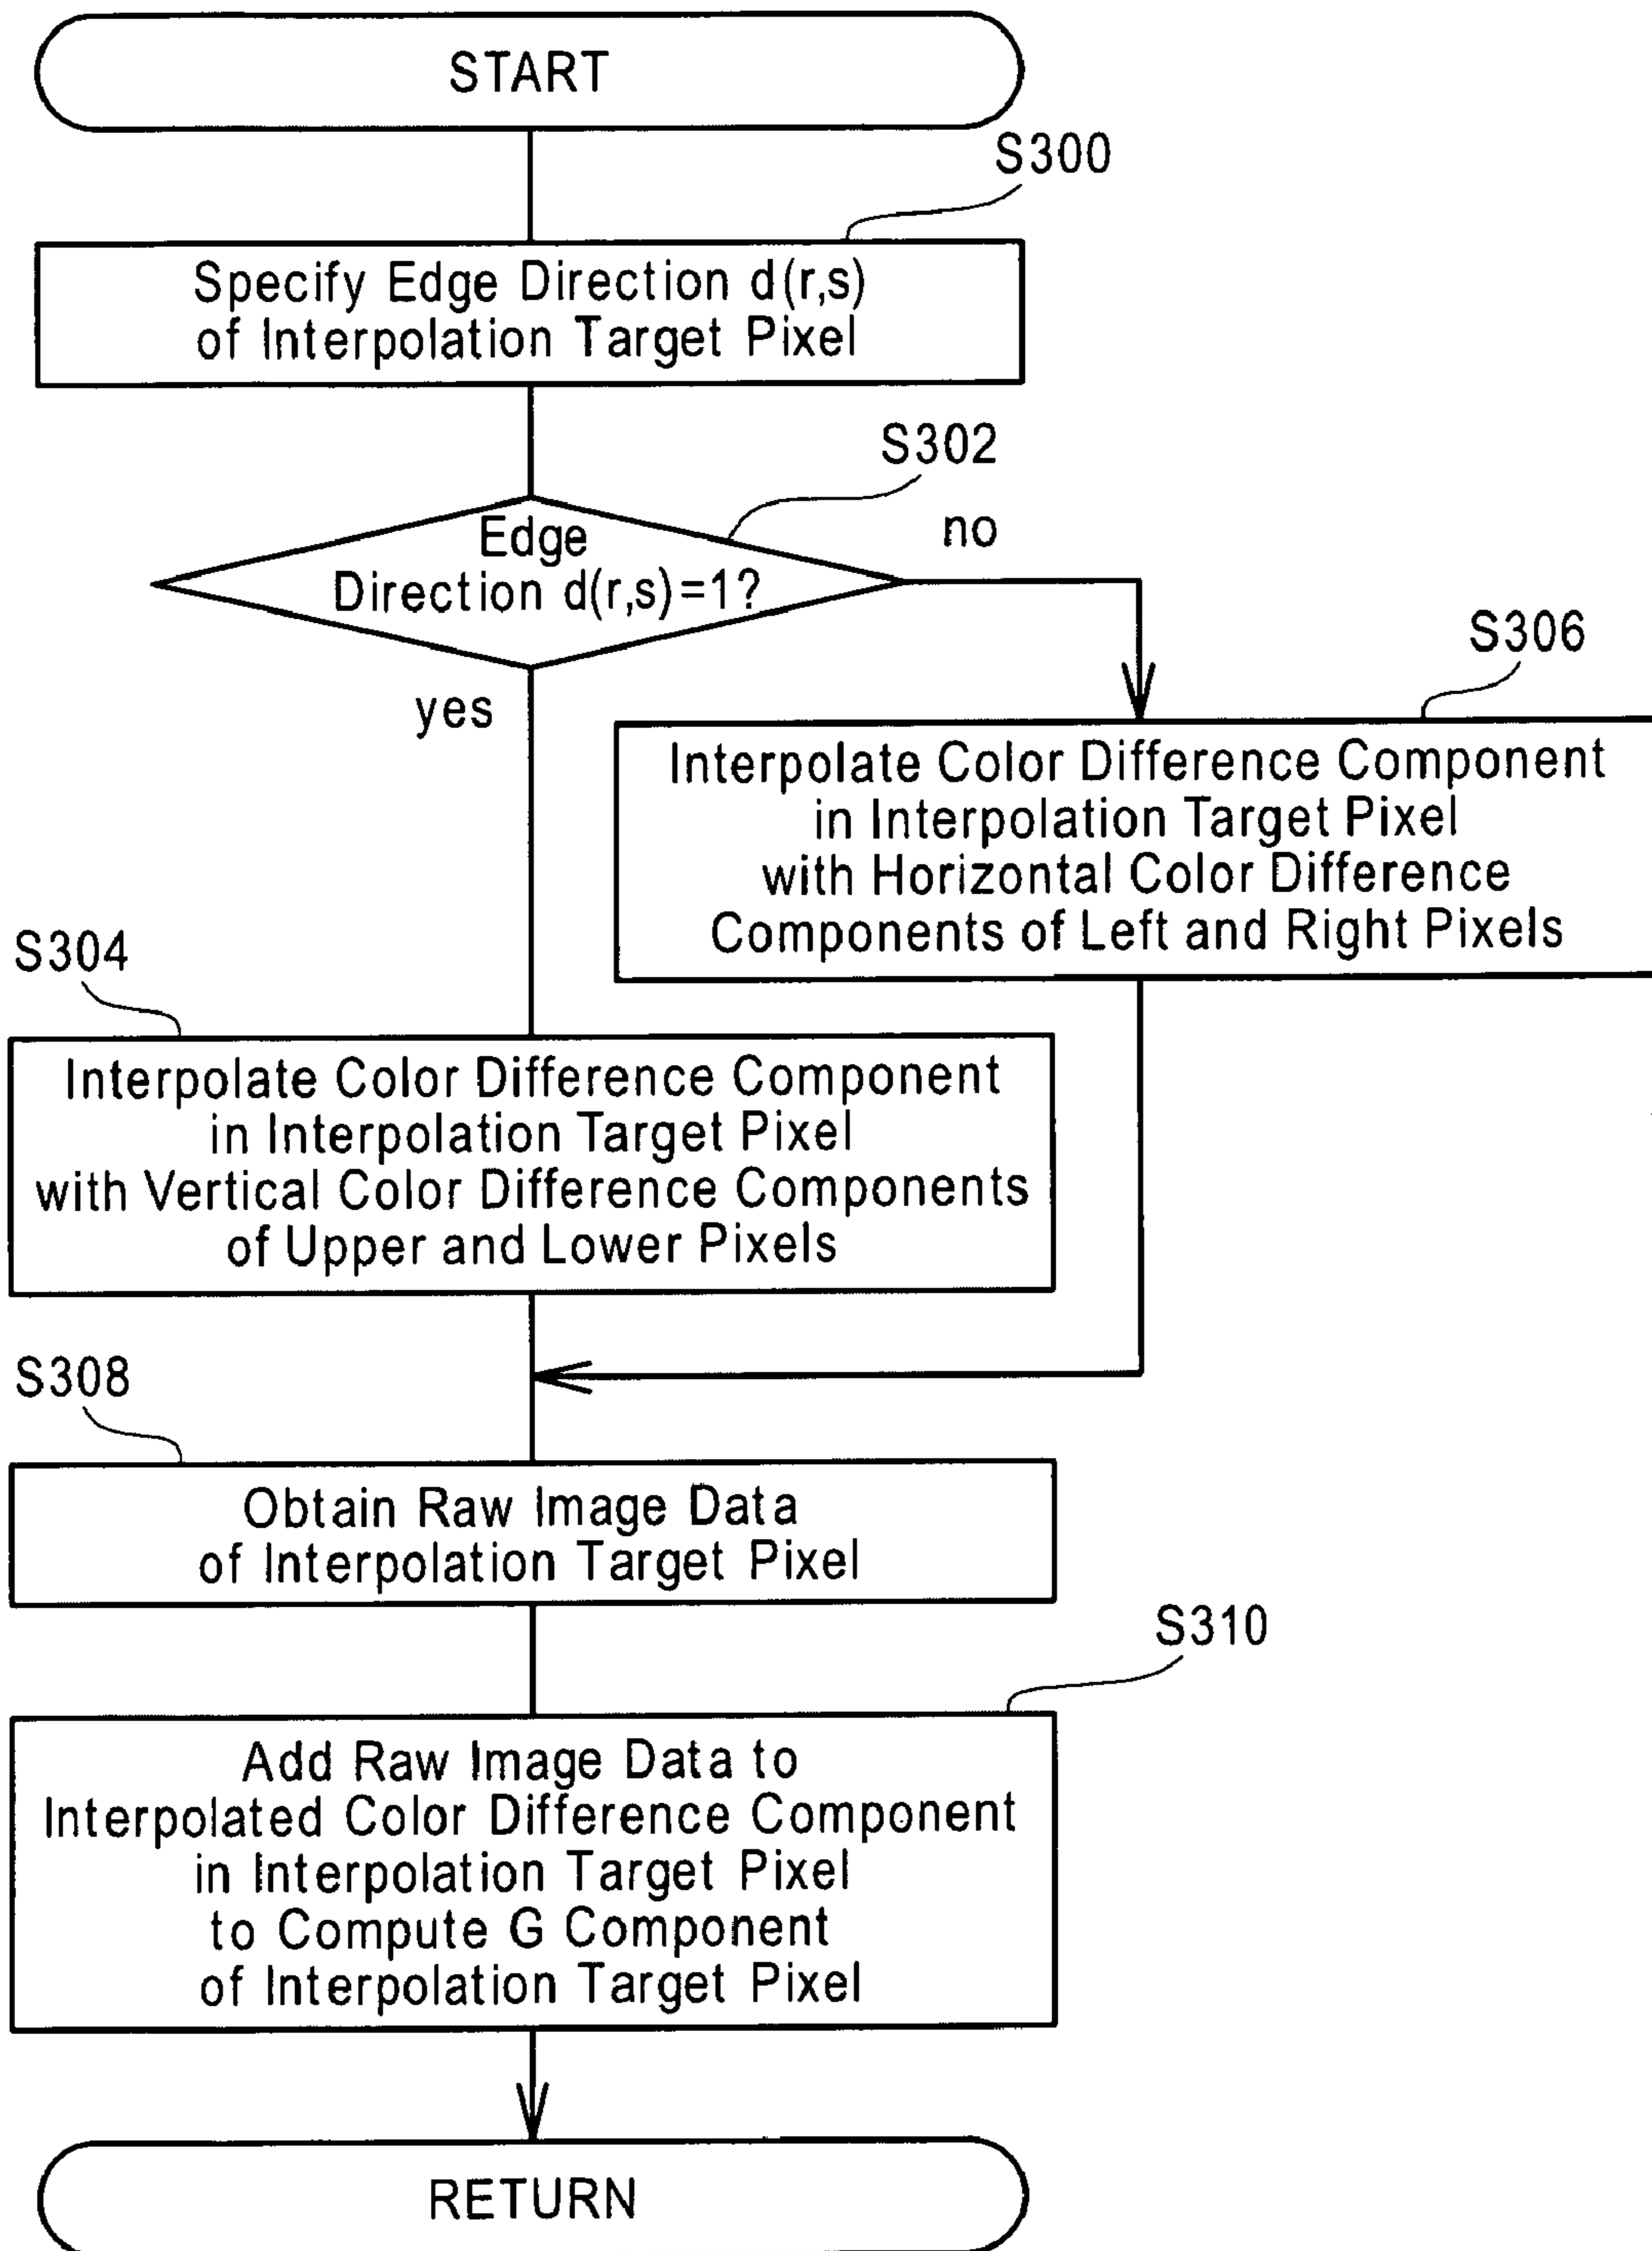 START
S300
Specify Edge Direction d(r,s)
of Interpolation Target Pixel
S302
Edge
Direction d(r,s)=1?
no
yes
S306
Interpolate Color Difference Component
in Interpolation Target Pixel
with Horizontal Color Difference
Components of Left and Right Pixels
S304
Interpolate Color Difference Component
in Interpolation Target Pixel
with Vertical Color Difference Components
of Upper and Lower Pixels
S308
Obtain Raw Image Data
of Interpolation Target Pixel
S310
Add Raw Image Data to
Interpolated Color Difference Component
in Interpolation Target Pixel
to Compute G Component
of Interpolation Target Pixel
RETURN